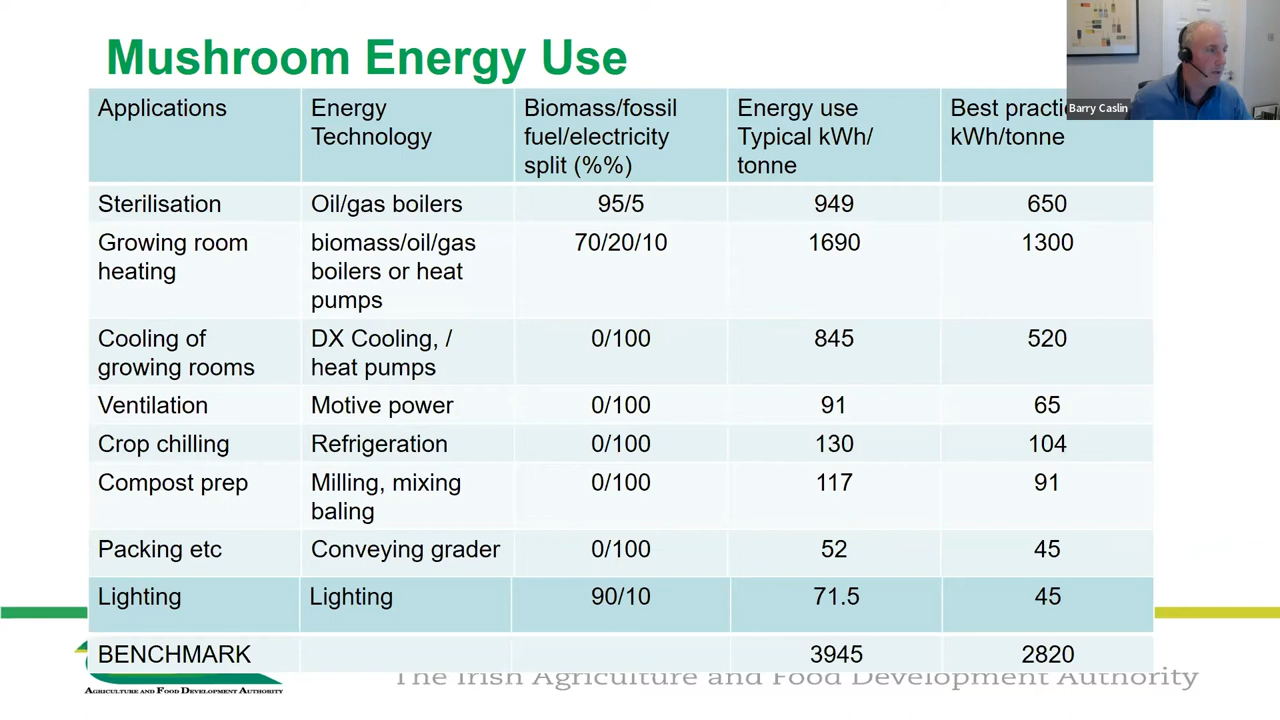 Mushroom Energy Use
Barry Caslin
Applications
Energy
Technology
Biomass/fossil
fuel/electricity
split (%%)
Energy use
Typical kWh/
tonne
Best
kWh/tonne
Sterilisation
Oil/gas boilers
95/5
949
650
Growing room
heating
biomass/oil/gas
boilers or heat
pumps
70/20/10
1690
1300
Cooling of
growing rooms
DX Cooling, /
heat pumps
0/100
845
520
Ventilation
Motive power
0/100
91
65
Crop chilling
Refrigeration
0/100
130
104
Compost prep
Milling, mixing
baling
0/100
117
91
Packing etc
Conveying grader
0/100
52
45
Lighting
Lighting
90/10
71.5
45
BENCHMARK
3945
2820
AGRICULTURE AND FOOD DEVELOPMENT AUTHORITY
The Irish Agriculture and Food Development Authority